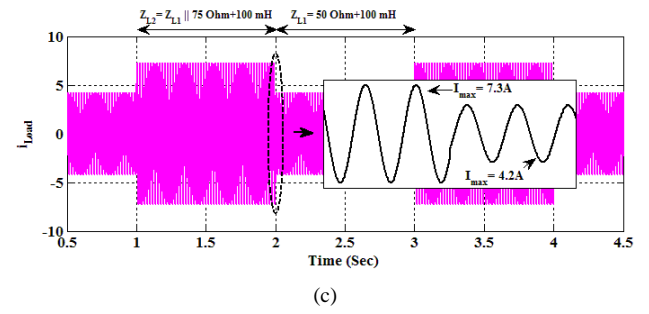 Z_L2= Z_L1 || 75 Ohm+100 mH Z_L1= 50 Ohm+100 mH
10
5
0
-5
-10
i_Load
I_max= 7.3A
I_max= 4.2A
0.5 1 1.5 2 2.5 3 3.5 4 4.5
Time (Sec)
(c)